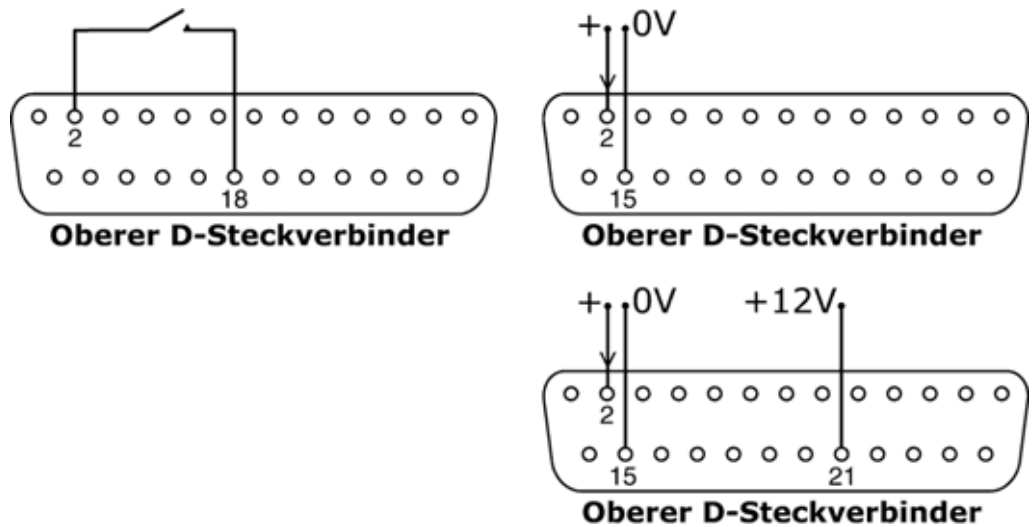 2
18
Oberer D-Steckverbinder
+ 0V
2
15
Oberer D-Steckverbinder
+ 0V +12V
2
15 21
Oberer D-Steckverbinder